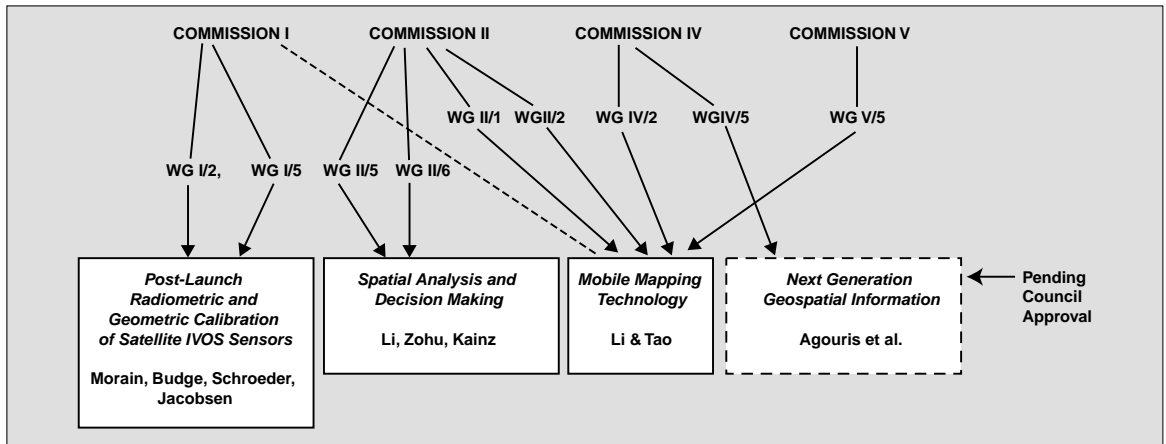 COMMISSION I
COMMISSION II
COMMISSION IV
COMMISSION V
WG II/1
WGII/2
WG IV/2
WGIV/5
WG V/5
WG I/2,
WG I/5
WG II/5
WG II/6
Post-Launch
Radiometric and
Geometric Calibration
of Satellite IVOS Sensors
Morain, Budge, Schroeder,
Jacobsen
Spatial Analysis and
Decision Making
Li, Zohu, Kainz
Mobile Mapping
Technology
Li & Tao
Next Generation
Geospatial Information
Agouris et al.
Pending
Council
Approval